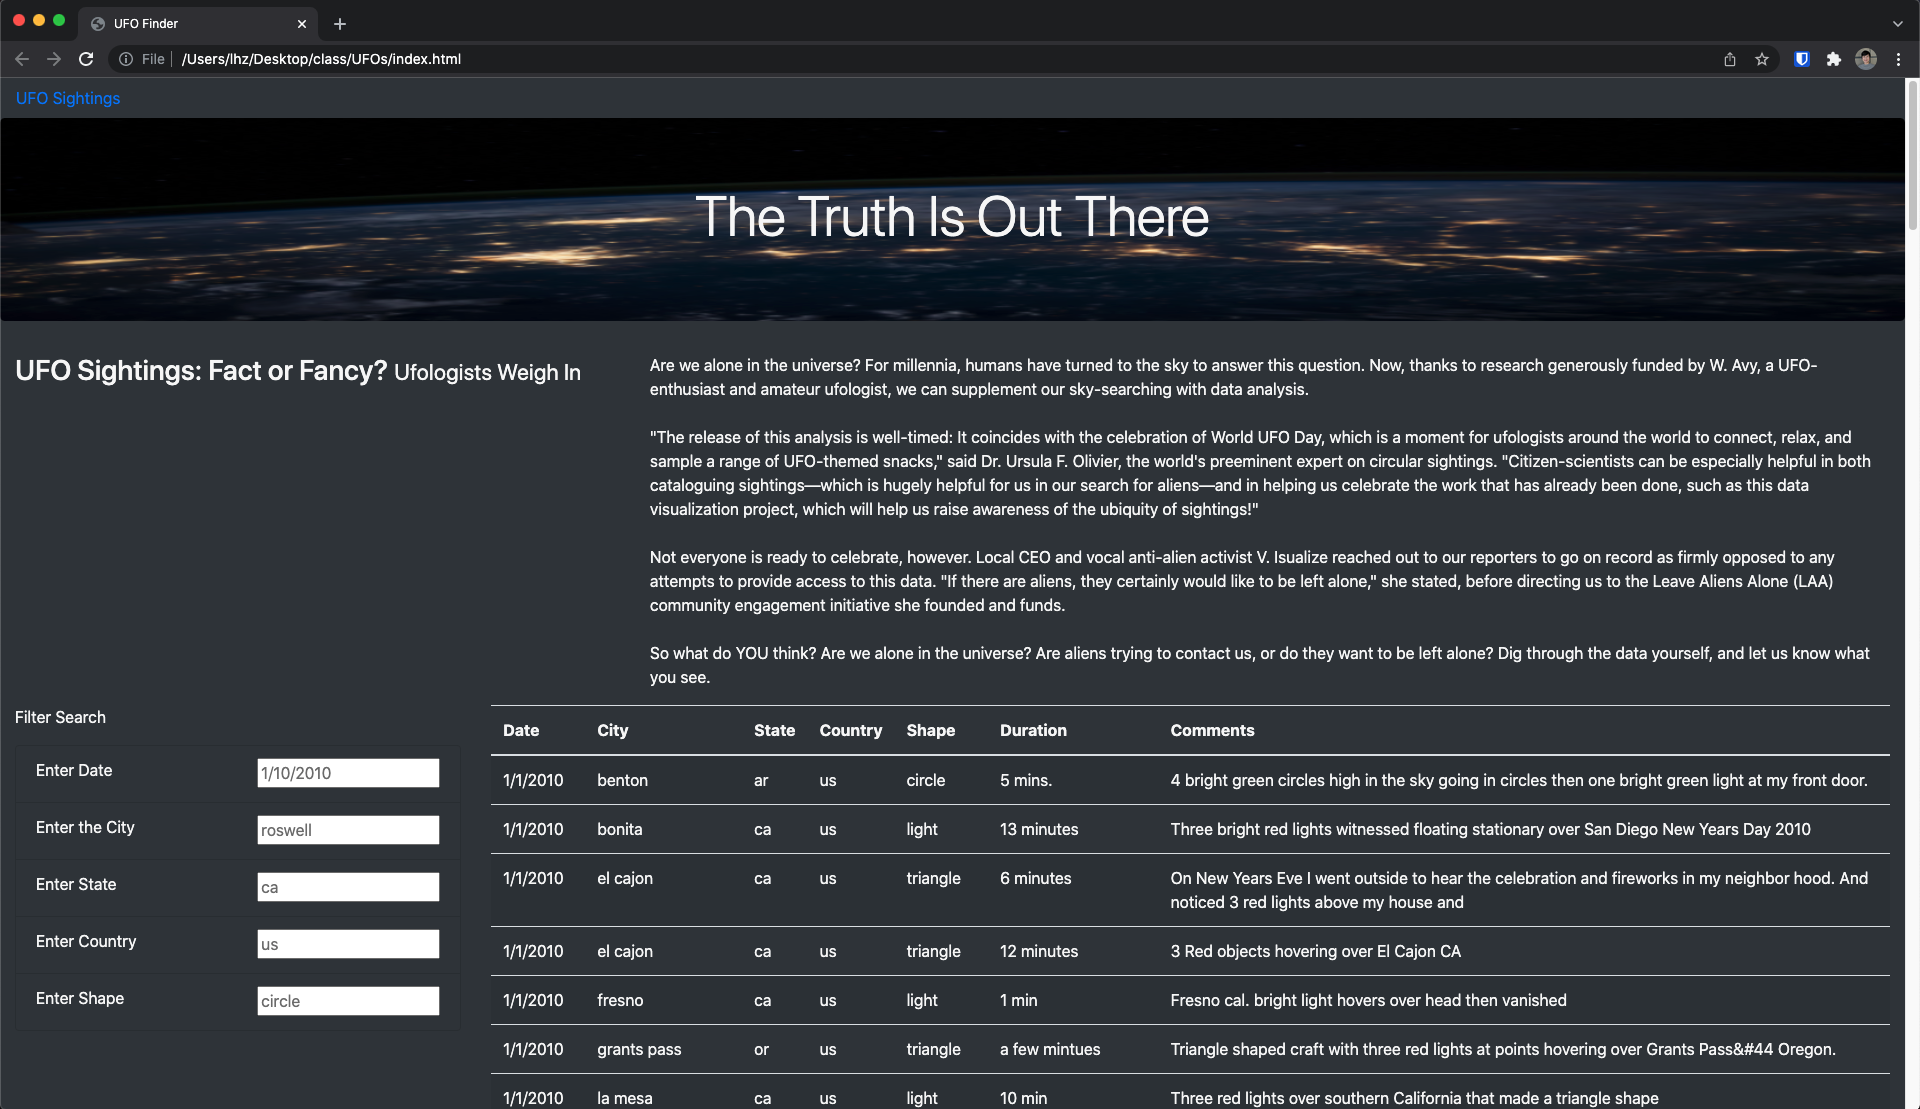 UFO Finder
File /Users/lhz/Desktop/class/UFOs/index.html
UFO Sightings
The Truth Is Out There
UFO Sightings: Fact or Fancy? Ufologists Weigh In
Are we alone in the universe? For millennia, humans have turned to the sky to answer this question. Now, thanks to research generously funded by W. Avy, a UFO-
enthusiast and amateur ufologist, we can supplement our sky-searching with data analysis.
"The release of this analysis is well-timed: It coincides with the celebration of World UFO Day, which is a moment for ufologists around the world to connect, relax, and
sample a range of UFO-themed snacks," said Dr. Ursula F. Olivier, the world's preeminent expert on circular sightings. "Citizen-scientists can be especially helpful in both
cataloguing sightings—which is hugely helpful for us in our search for aliens—and in helping us celebrate the work that has already been done, such as this data
visualization project, which will help us raise awareness of the ubiquity of sightings!"
Not everyone is ready to celebrate, however. Local CEO and vocal anti-alien activist V. Isualize reached out to our reporters to go on record as firmly opposed to any
attempts to provide access to this data. "If there are aliens, they certainly would like to be left alone," she stated, before directing us to the Leave Aliens Alone (LAA)
community engagement initiative she founded and funds.
So what do YOU think? Are we alone in the universe? Are aliens trying to contact us, or do they want to be left alone? Dig through the data yourself, and let us know what
you see.
Filter Search
Enter Date 1/10/2010
Enter the City roswell
Enter State ca
Enter Country us
Enter Shape circle
Date City State Country Shape Duration Comments
1/1/2010 benton ar us circle 5 mins. 4 bright green circles high in the sky going in circles then one bright green light at my front door.
1/1/2010 bonita ca us light 13 minutes Three bright red lights witnessed floating stationary over San Diego New Years Day 2010
1/1/2010 el cajon ca us triangle 6 minutes On New Years Eve I went outside to hear the celebration and fireworks in my neighbor hood. And
noticed 3 red lights above my house and
1/1/2010 el cajon ca us triangle 12 minutes 3 Red objects hovering over El Cajon CA
1/1/2010 fresno ca us light 1 min Fresno cal. bright light hovers over head then vanished
1/1/2010 grants pass or us triangle a few mintues Triangle shaped craft with three red lights at points hovering over Grants Pass&#44 Oregon.
1/1/2010 la mesa ca us light 10 min Three red lights over southern California that made a triangle shape